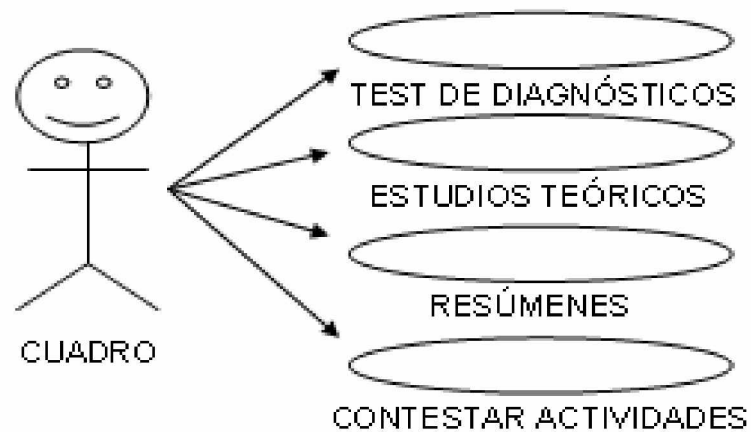 TEST DE DIAGNÓSTICOS
ESTUDIOS TEÓRICOS
RESÚMENES
CUADRO
CONTESTAR ACTIVIDADES